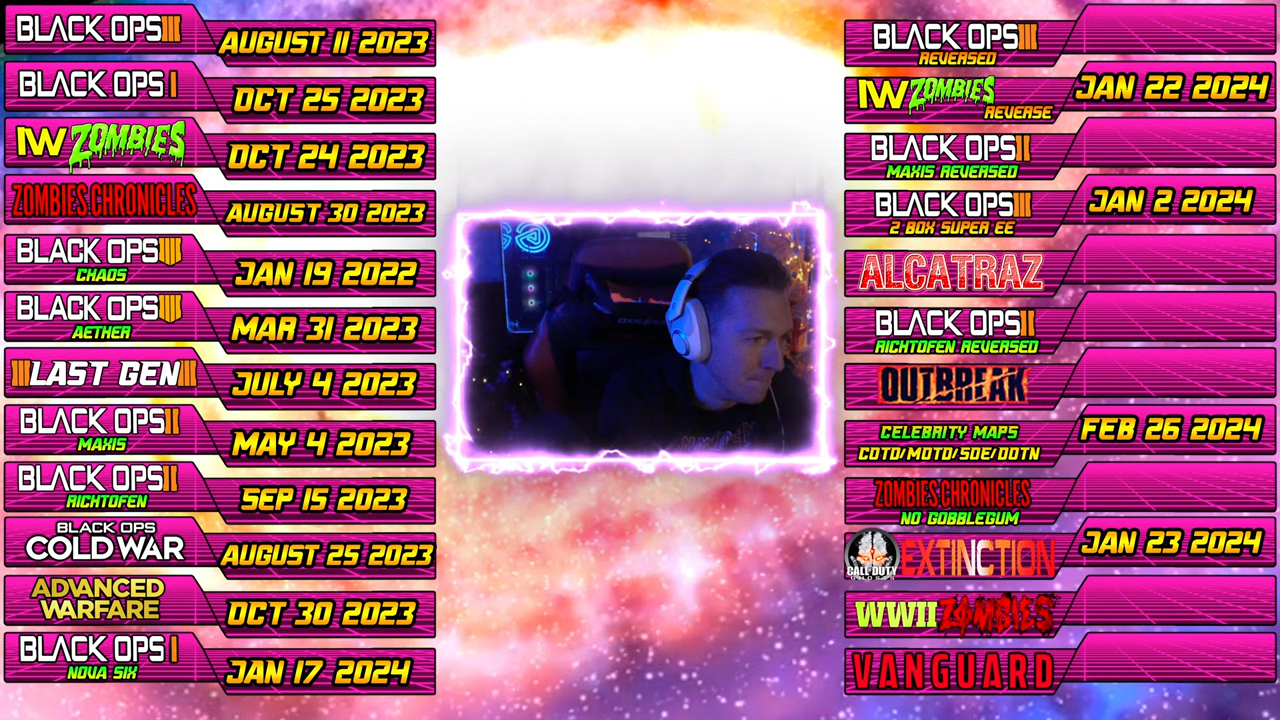 BLACK OPS III
AUGUST 11 2023
BLACK OPS I
OCT 25 2023
IW ZOMBIES
OCT 24 2023
ZOMBIES CHRONICLES
AUGUST 30 2023
BLACK OPS IIII
CHAOS
JAN 19 2022
BLACK OPS IIII
AETHER
MAR 31 2023
III LAST GEN III
JULY 4 2023
BLACK OPS II
MAXIS
MAY 4 2023
BLACK OPS II
RICHTOFEN
SEP 15 2023
BLACK OPS
COLD WAR
AUGUST 25 2023
ADVANCED
WARFARE
OCT 30 2023
BLACK OPS I
NOVA SIX
JAN 17 2024
BLACK OPS III
REVERSED
IW ZOMBIES
REVERSE
JAN 22 2024
BLACK OPS II
MAXIS REVERSED
BLACK OPS III
2 BOX SUPER EE
JAN 2 2024
ALCATRAZ
BLACK OPS II
RICHTOFEN REVERSED
OUTBREAK
CELEBRITY MAPS
COTD/MOTD/SOE/DOTN
FEB 26 2024
ZOMBIES CHRONICLES
NO GOBBLEGUM
CALL DUTY
EXTINCTION
JAN 23 2024
WWII ZOMBIES
VANGUARD